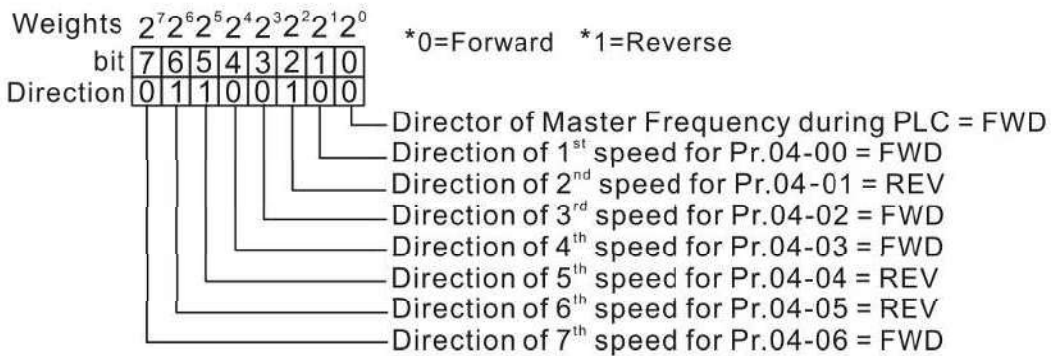 Weights 2⁷2⁶2⁵2⁴2³2²2¹2⁰
*0=Forward *1=Reverse
bit 7 6 5 4 3 2 1 0
Direction 0 1 1 0 0 1 0 0
Director of Master Frequency during PLC = FWD
Direction of 1ˢᵗ speed for Pr.04-00 = FWD
Direction of 2ⁿᵈ speed for Pr.04-01 = REV
Direction of 3ʳᵈ speed for Pr.04-02 = FWD
Direction of 4ᵗʰ speed for Pr.04-03 = FWD
Direction of 5ᵗʰ speed for Pr.04-04 = REV
Direction of 6ᵗʰ speed for Pr.04-05 = REV
Direction of 7ᵗʰ speed for Pr.04-06 = FWD